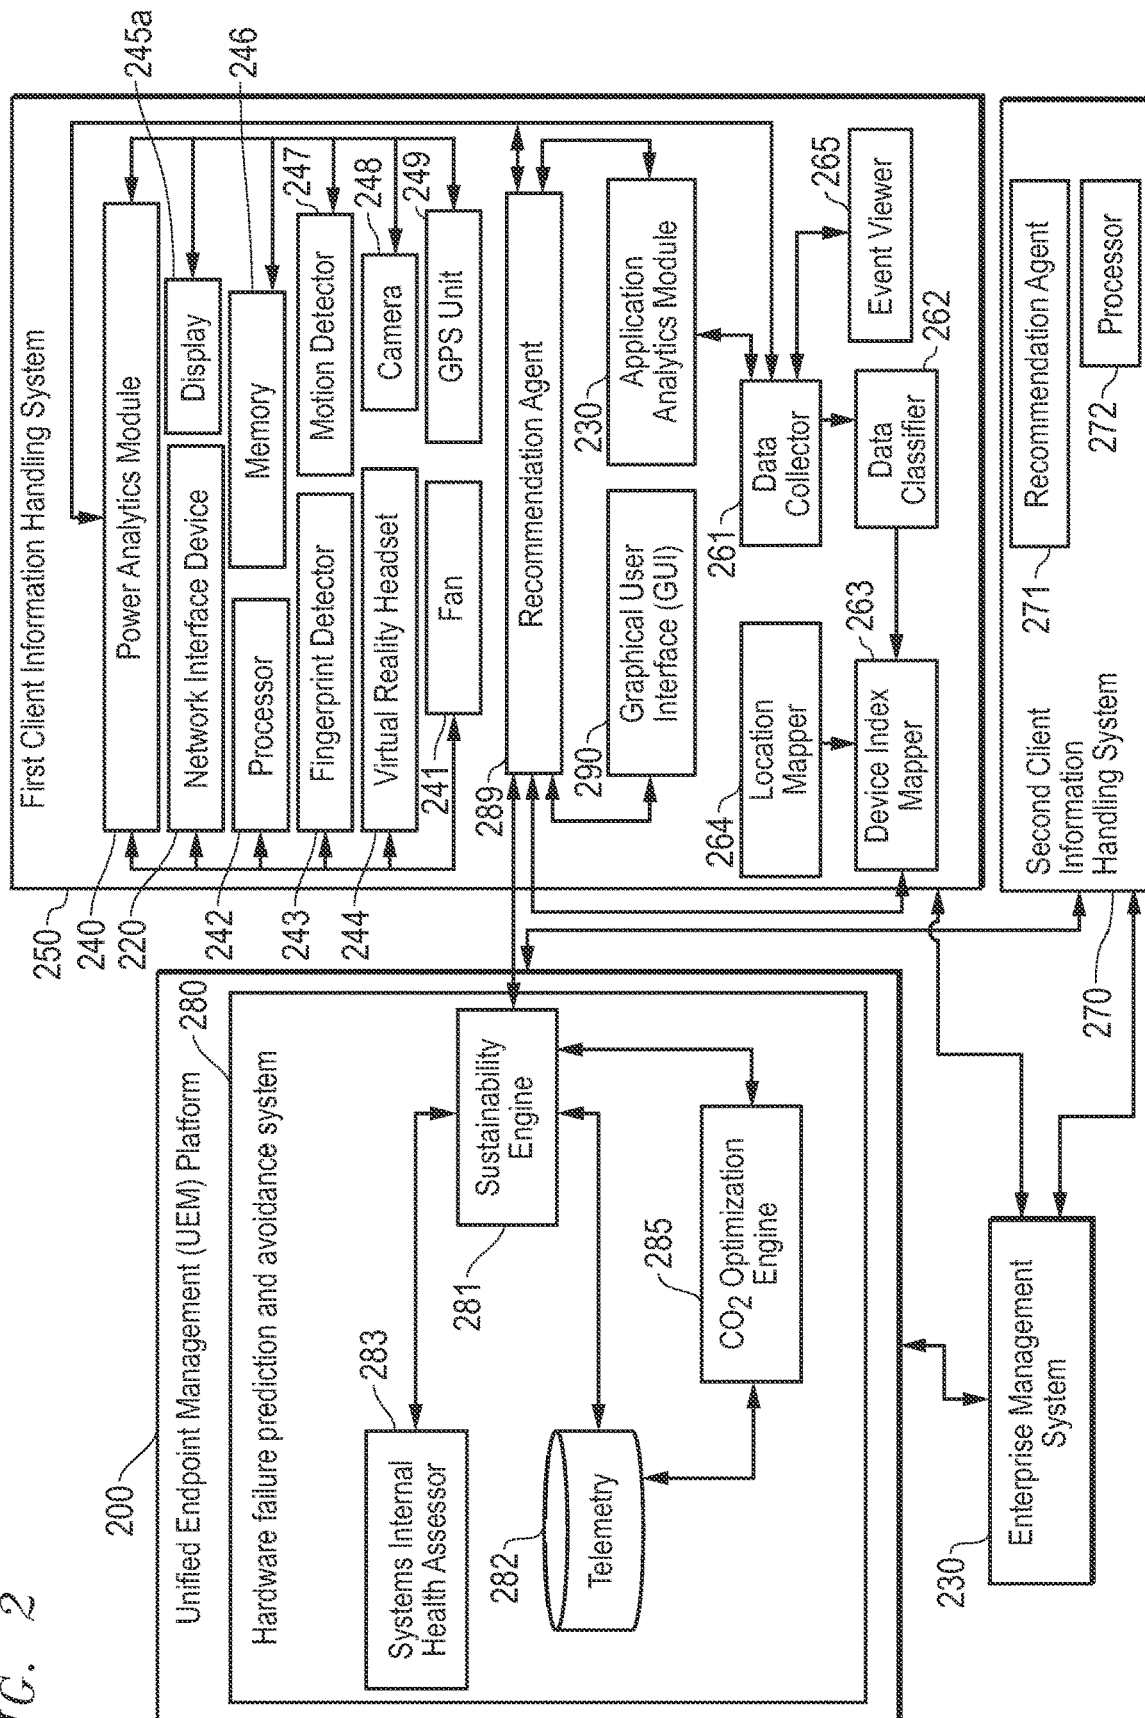 FIG. 2
200
Unified Endpoint Management (UEM) Platform
280
Hardware failure prediction and avoidance system
Systems Internal
Health Assessor
283
Sustainability
Engine
281
Telemetry
282
CO2 Optimization
Engine
285
Enterprise Management
System
230
First Client Information Handling System
250
Power Analytics Module
240
Network Interface Device
220
Display
245a
Processor
242
Memory
246
Fingerprint Detector
243
Motion Detector
247
Virtual Reality Headset
244
Camera
248
Fan
241
GPS Unit
249
Recommendation Agent
289
Graphical User
Interface (GUI)
290
Application
Analytics Module
230
Location
Mapper
264
Data
Collector
261
Device Index
Mapper
263
Data
Classifier
262
Event Viewer
265
Second Client
Information
Handling System
270
Recommendation Agent
271
Processor
272